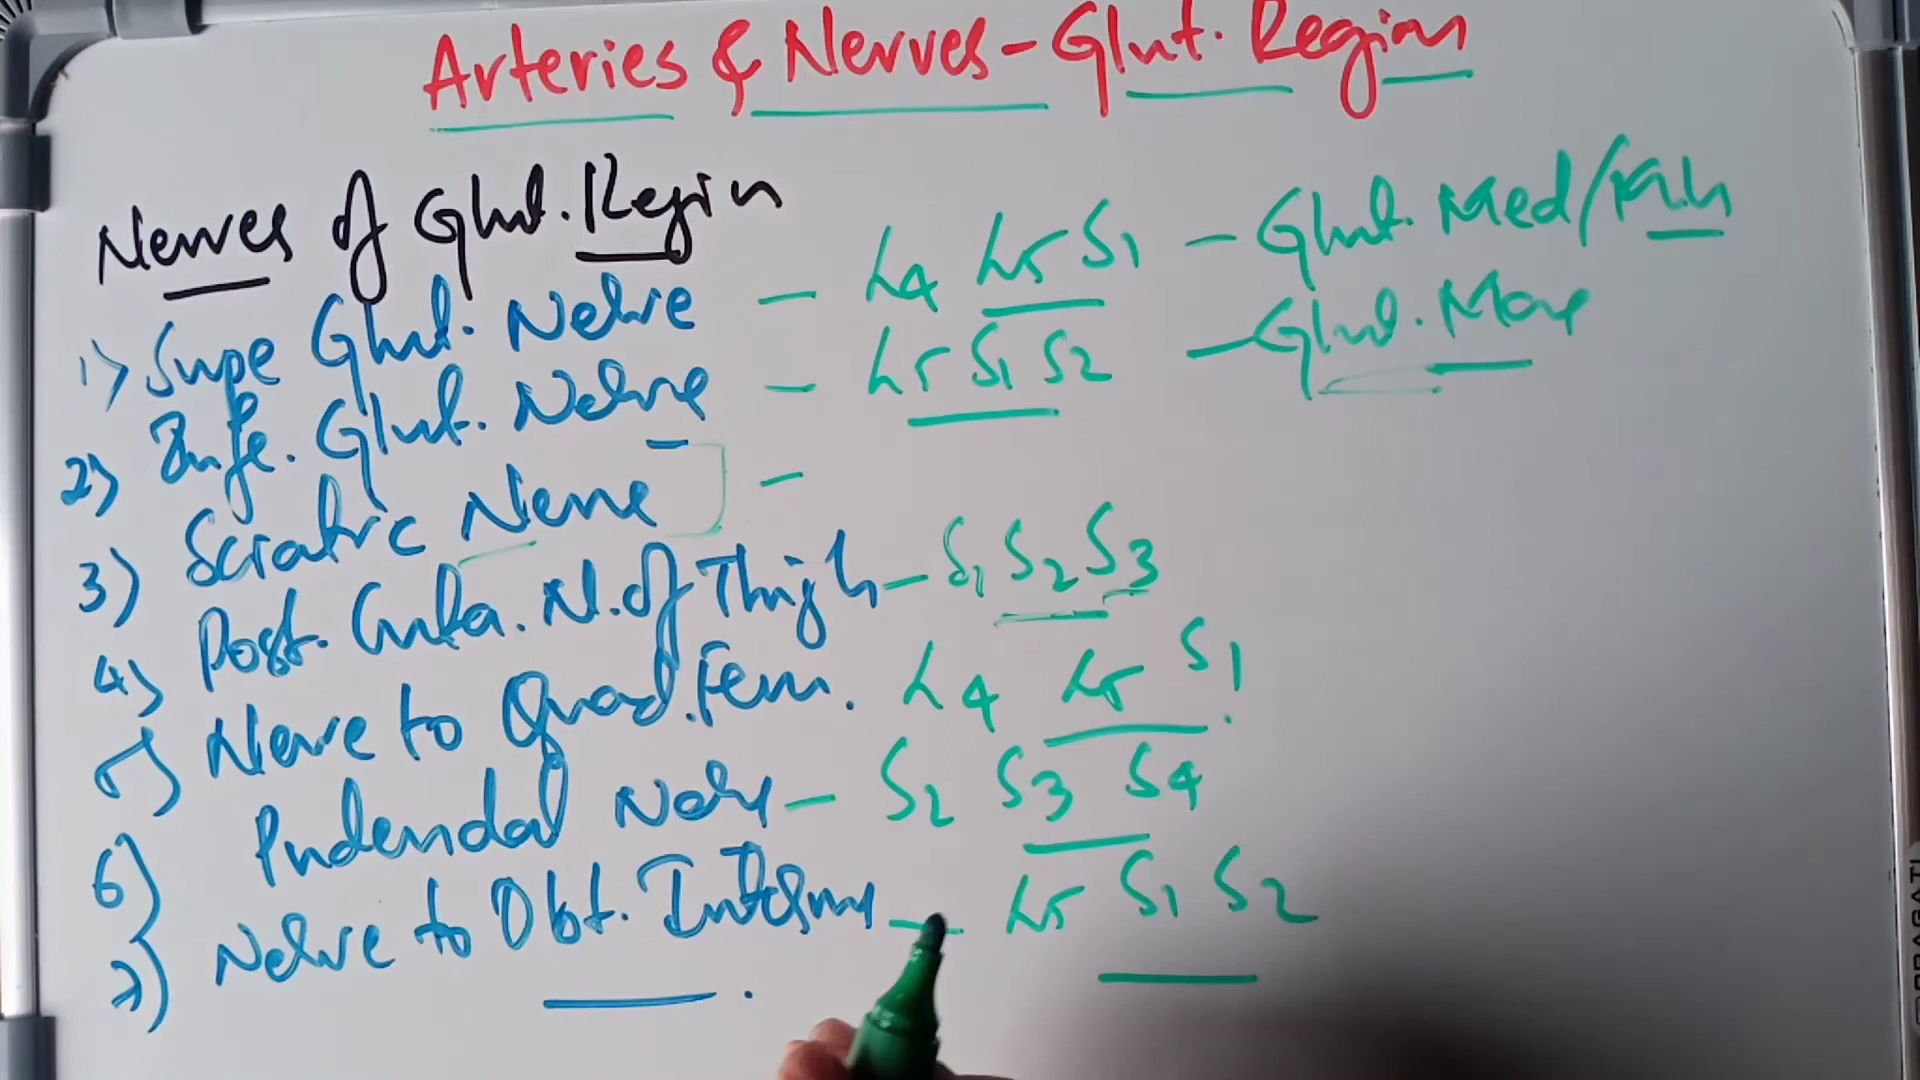 Arteries & Nerves - Glut. Region
Nerves of Glut. Region
1) Supe Glut. Nerve - L4 L5 S1 - Glut. Med/Min
2) Infe. Glut. Nerve - L5 S1 S2 - Glut. Max
3) Sciatic Nerve -
4) Post. Cuta. N. of Thigh - S1 S2 S3
5) Nerve to Quad. Fem. L4 L5 S1
6) Pudendal Nerve - S2 S3 S4
7) Nerve to Obt. Internus - L5 S1 S2
PRAGATI